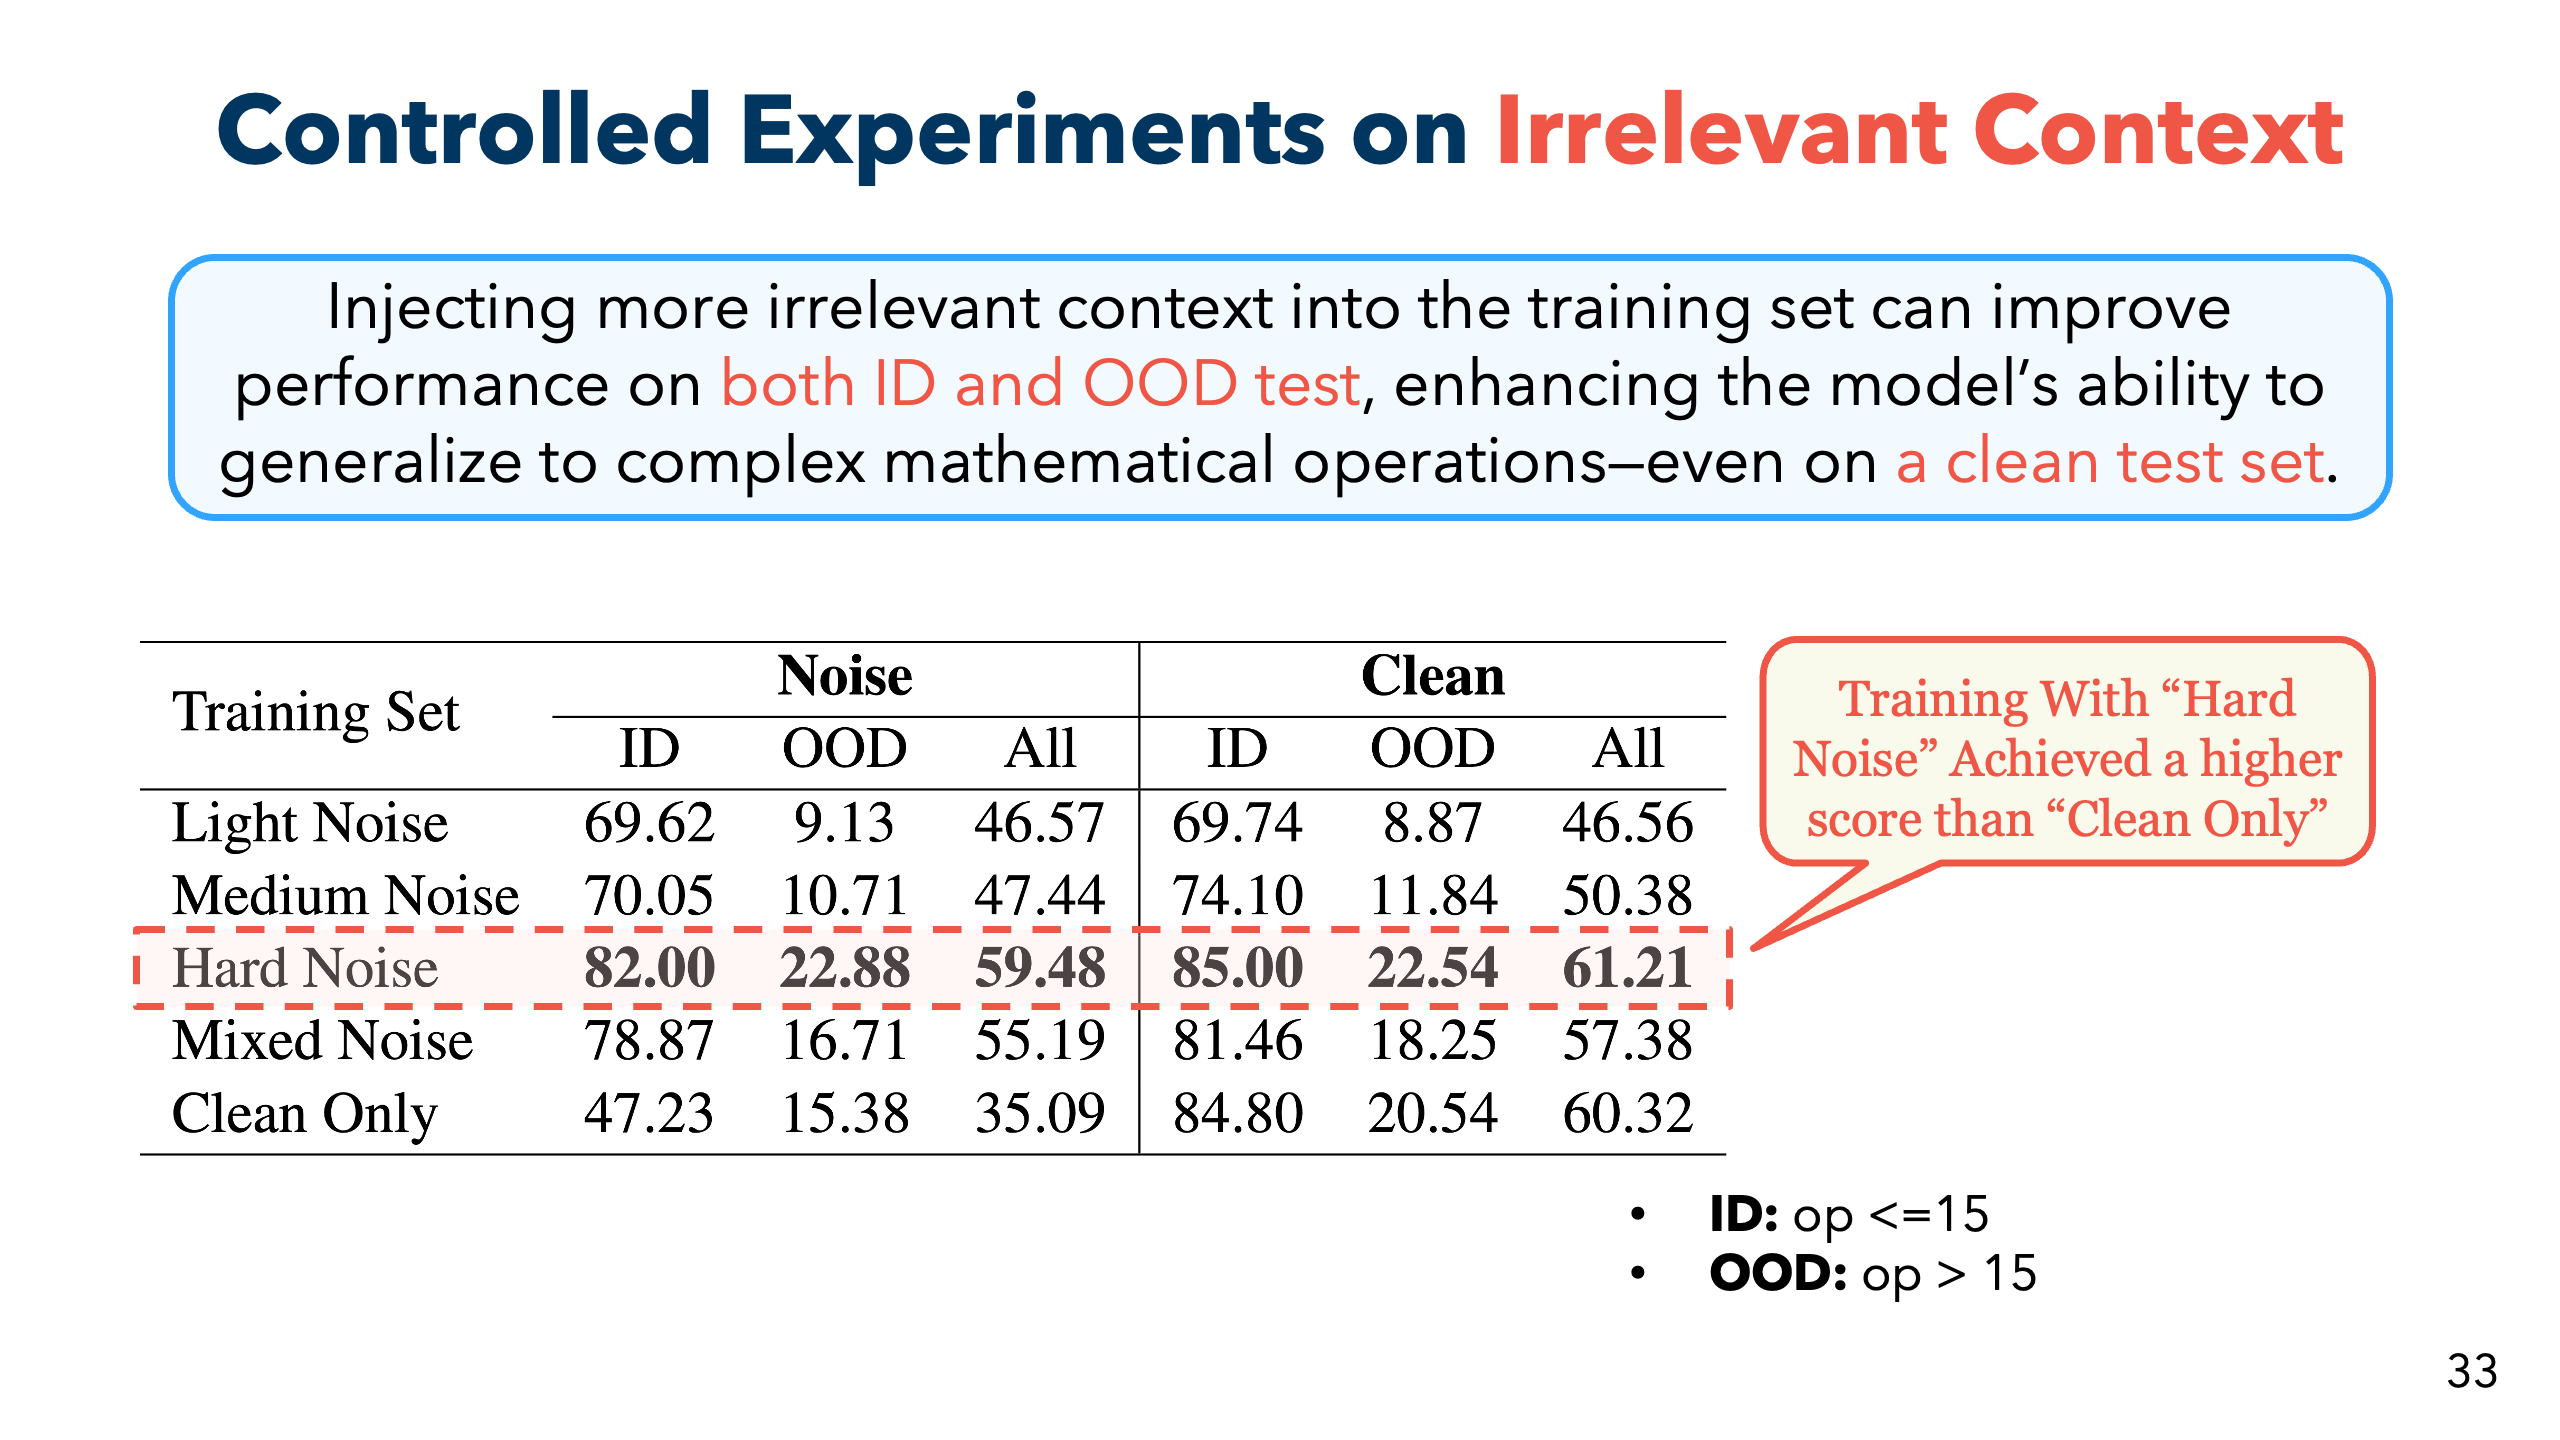 Controlled Experiments on Irrelevant Context
Injecting more irrelevant context into the training set can improve
performance on both ID and OOD test, enhancing the model’s ability to
generalize to complex mathematical operations—even on a clean test set.
Training Set Noise Clean
ID OOD All ID OOD All
Light Noise 69.62 9.13 46.57 69.74 8.87 46.56
Medium Noise 70.05 10.71 47.44 74.10 11.84 50.38
Hard Noise 82.00 22.88 59.48 85.00 22.54 61.21
Mixed Noise 78.87 16.71 55.19 81.46 18.25 57.38
Clean Only 47.23 15.38 35.09 84.80 20.54 60.32
Training With “Hard
Noise” Achieved a higher
score than “Clean Only”
• ID: op <=15
• OOD: op > 15
33